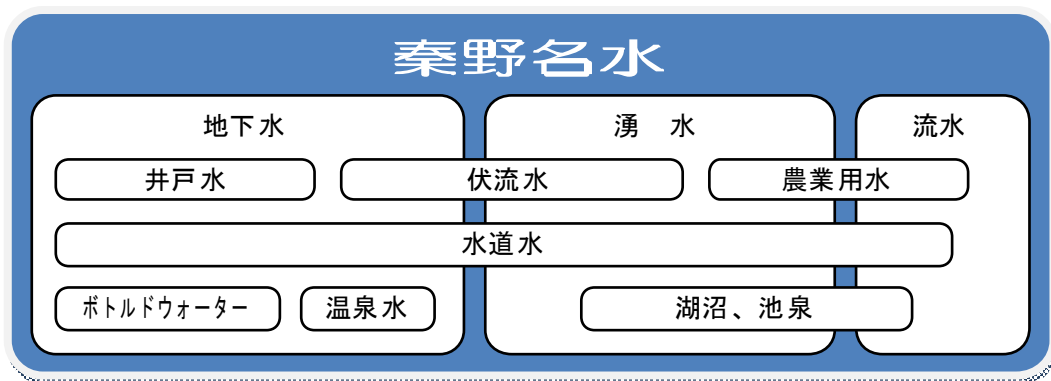 秦野名水
地下水 湧 水 流水
井戸水 伏流水 農業用水
水道水
ボトルドウォーター 温泉水 湖沼、池泉